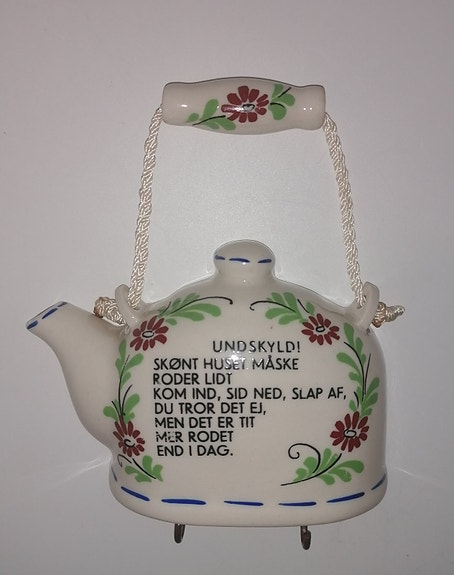 UNDSKYLD!
SKØNT HUSET MÅSKE
RODER LIDT
KOM IND, SID NED, SLAP AF,
DU TROR DET EJ,
MEN DET ER TIT
MER RODET
END I DAG.